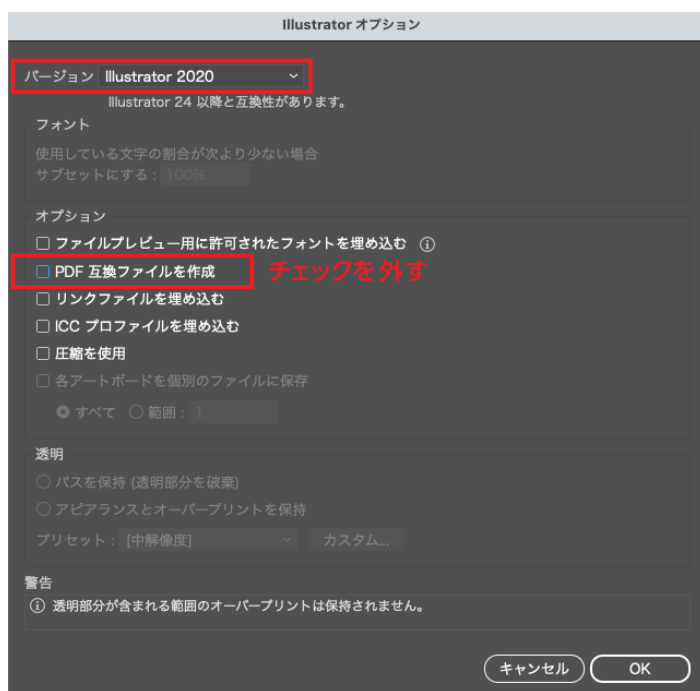 Illustrator オプション
バージョン Illustrator 2020
Illustrator 24 以降と互換性があります。
フォント
使用している文字の割合が次より少ない場合
サブセットにする : 100%
オプション
ファイルプレビュー用に許可されたフォントを埋め込む
PDF 互換ファイルを作成 チェックを外す
リンクファイルを埋め込む
ICC プロファイルを埋め込む
圧縮を使用
各アートボードを個別のファイルに保存
すべて 範囲 : 1
透明
パスを保持 (透明部分を破棄)
アピアランスとオーバープリントを保持
プリセット : [中解像度] カスタム...
警告
透明部分が含まれる範囲のオーバープリントは保持されません。
キャンセル OK